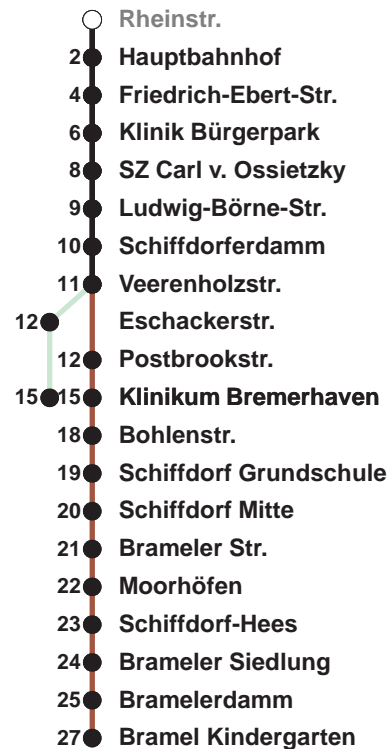 Rheinstr.
2 Hauptbahnhof
4 Friedrich-Ebert-Str.
6 Klinik Bürgerpark
8 SZ Carl v. Ossietzky
9 Ludwig-Börne-Str.
10 Schiffdorferdamm
11 Veerenholzstr.
12 Eschackerstr.
12 Postbrookstr.
15 15 Klinikum Bremerhaven
18 Bohlenstr.
19 Schiffdorf Grundschule
20 Schiffdorf Mitte
21 Brameler Str.
22 Moorhöfen
23 Schiffdorf-Hees
24 Brameler Siedlung
25 Bramelerdamm
27 Bramel Kindergarten